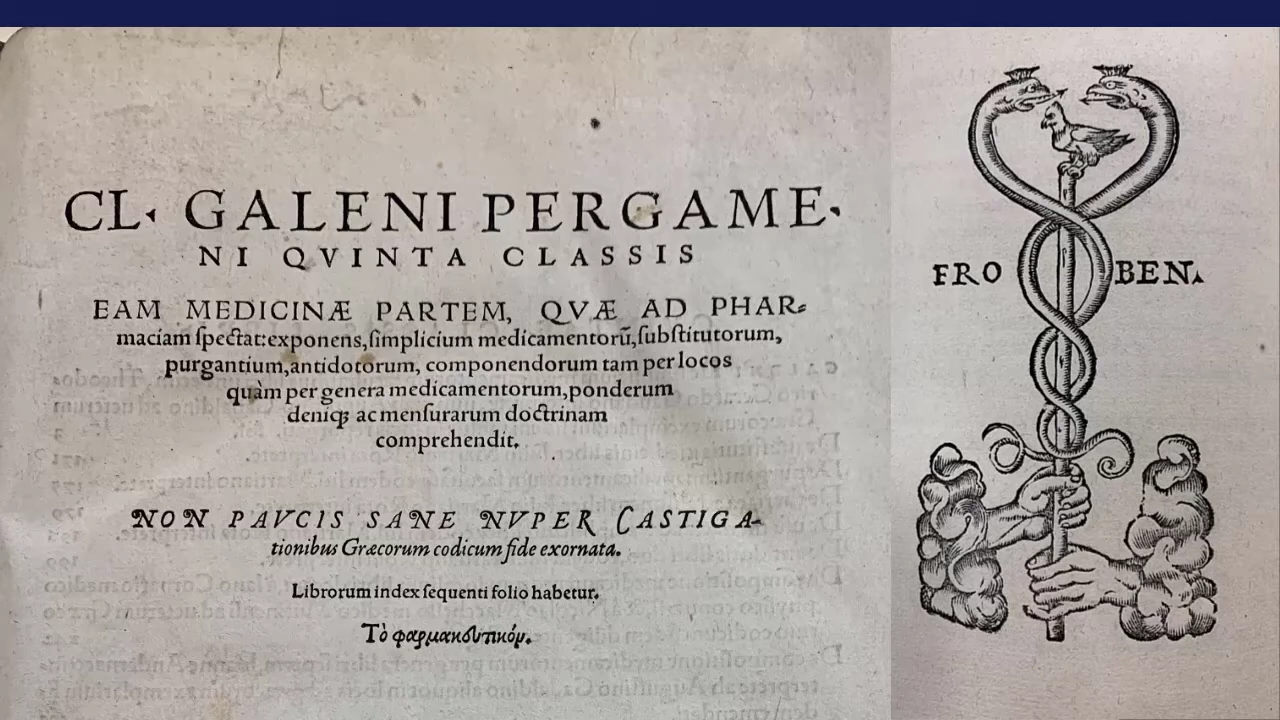 CL. GALENI PERGAME-
NI QVINTA CLASSIS
EAM MEDICINÆ PARTEM, QVÆ AD PHAR-
maciam ſpectat:exponens,ſimplicium medicamentorū,ſubſtitutorum,
purgantium,antidotorum, componendorum tam per locos
quàm per genera medicamentorum,ponderum
deniqꝫ ac menſurarum doctrinam
comprehendit.
NON PAVCIS SANE NVPER CASTIGA-
tionibus Græcorum codicum fide exornata.
Librorum index ſequenti folio habetur.
Τὸ φαρμακευτικόν.
FRO BEN.